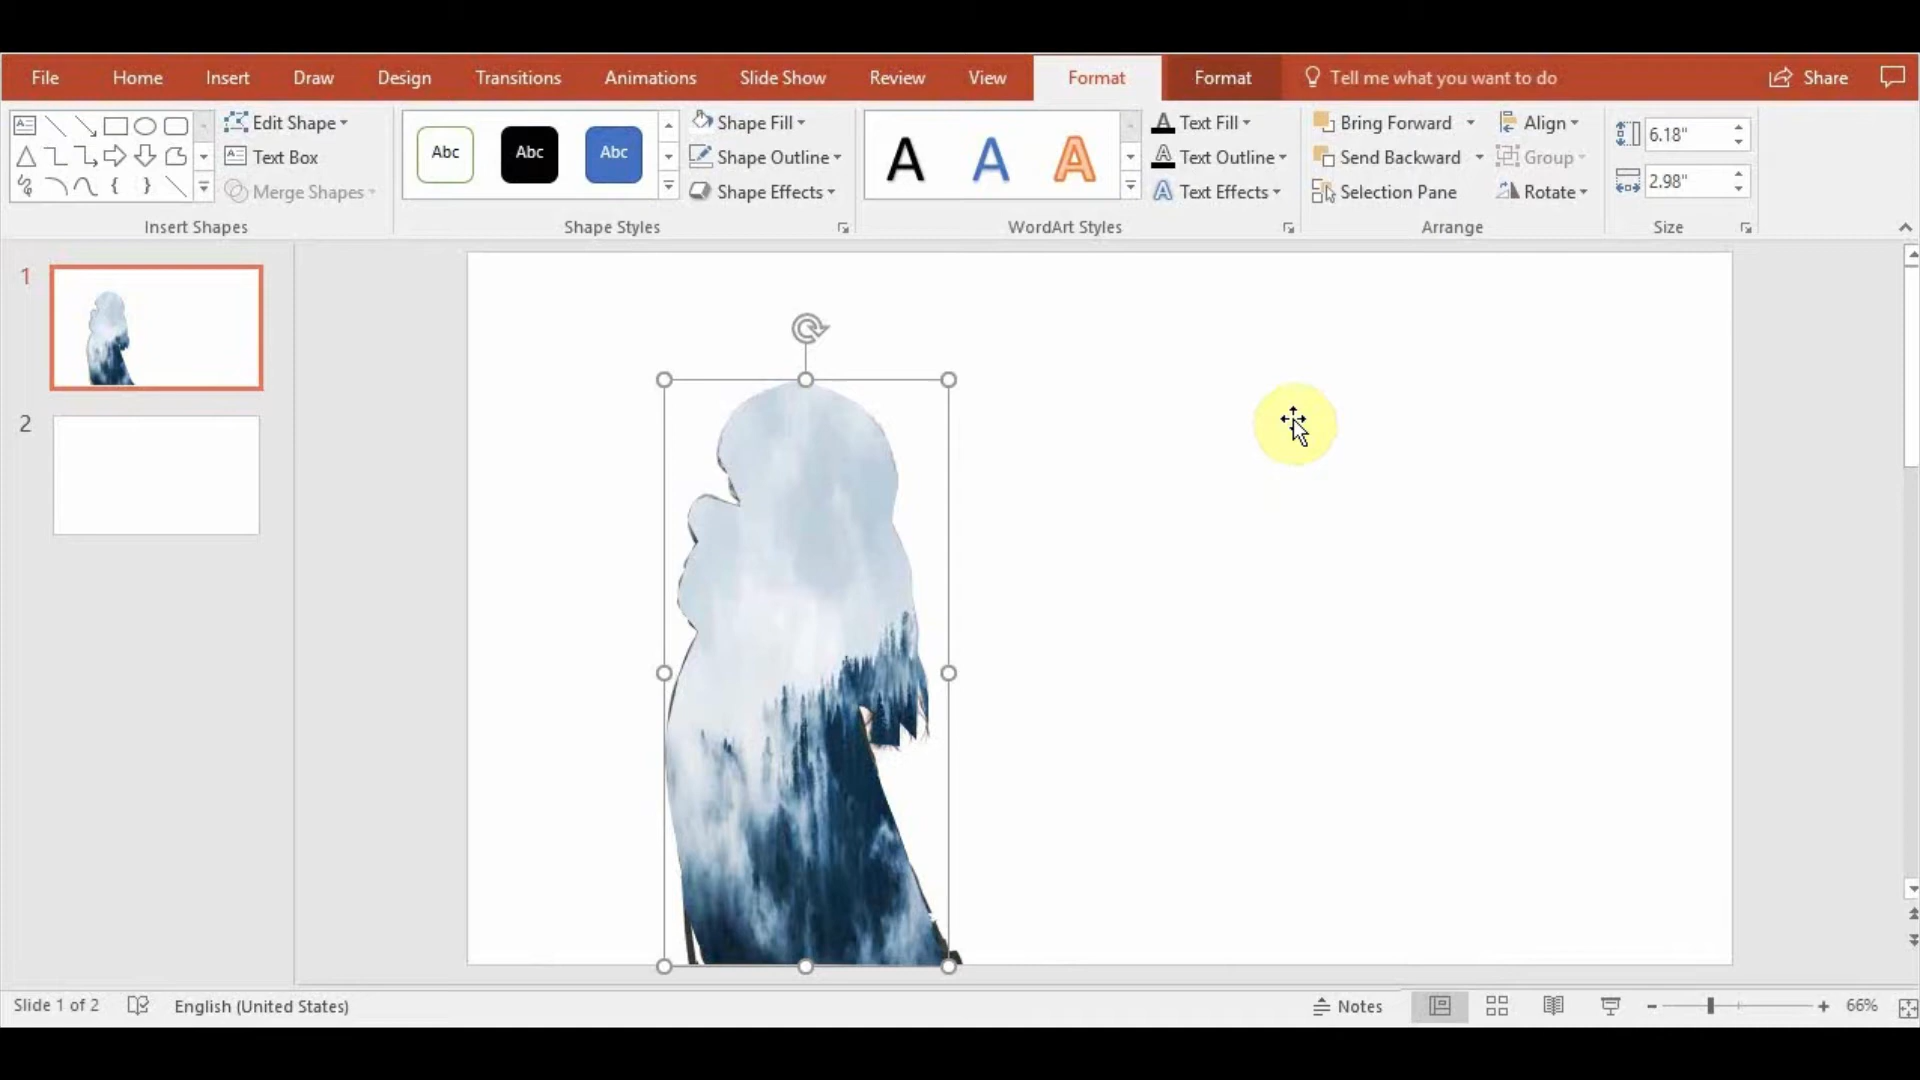 File Home Insert Draw Design Transitions Animations Slide Show Review View Format Format Tell me what you want to do Share
Edit Shape
Text Box
Merge Shapes
Insert Shapes
Abc Abc Abc
Shape Fill
Shape Outline
Shape Effects
Shape Styles
A A A
Text Fill
Text Outline
Text Effects
WordArt Styles
Bring Forward
Send Backward
Selection Pane
Align
Group
Rotate
Arrange
6.18"
2.98"
Size
1
2
Slide 1 of 2 English (United States) Notes 66%